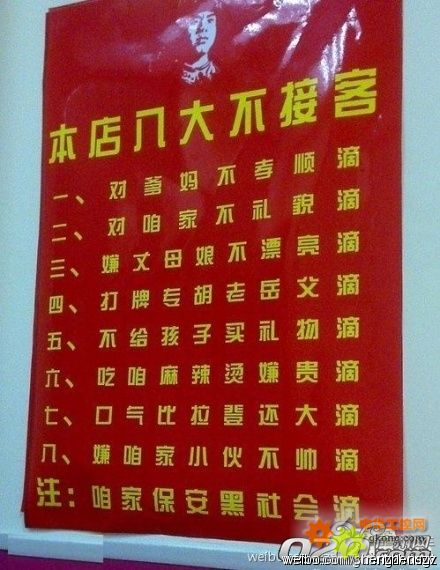 本店八大不接客
一、对爹妈不孝顺滴
二、对咱家不礼貌滴
三、嫌丈母娘不漂亮滴
四、打牌专胡老岳父滴
五、不给孩子买礼物滴
六、吃咱麻辣烫嫌贵滴
七、口气比拉登还大滴
八、嫌咱家小伙不帅滴
注：咱家保安黑社会滴
gkong.com